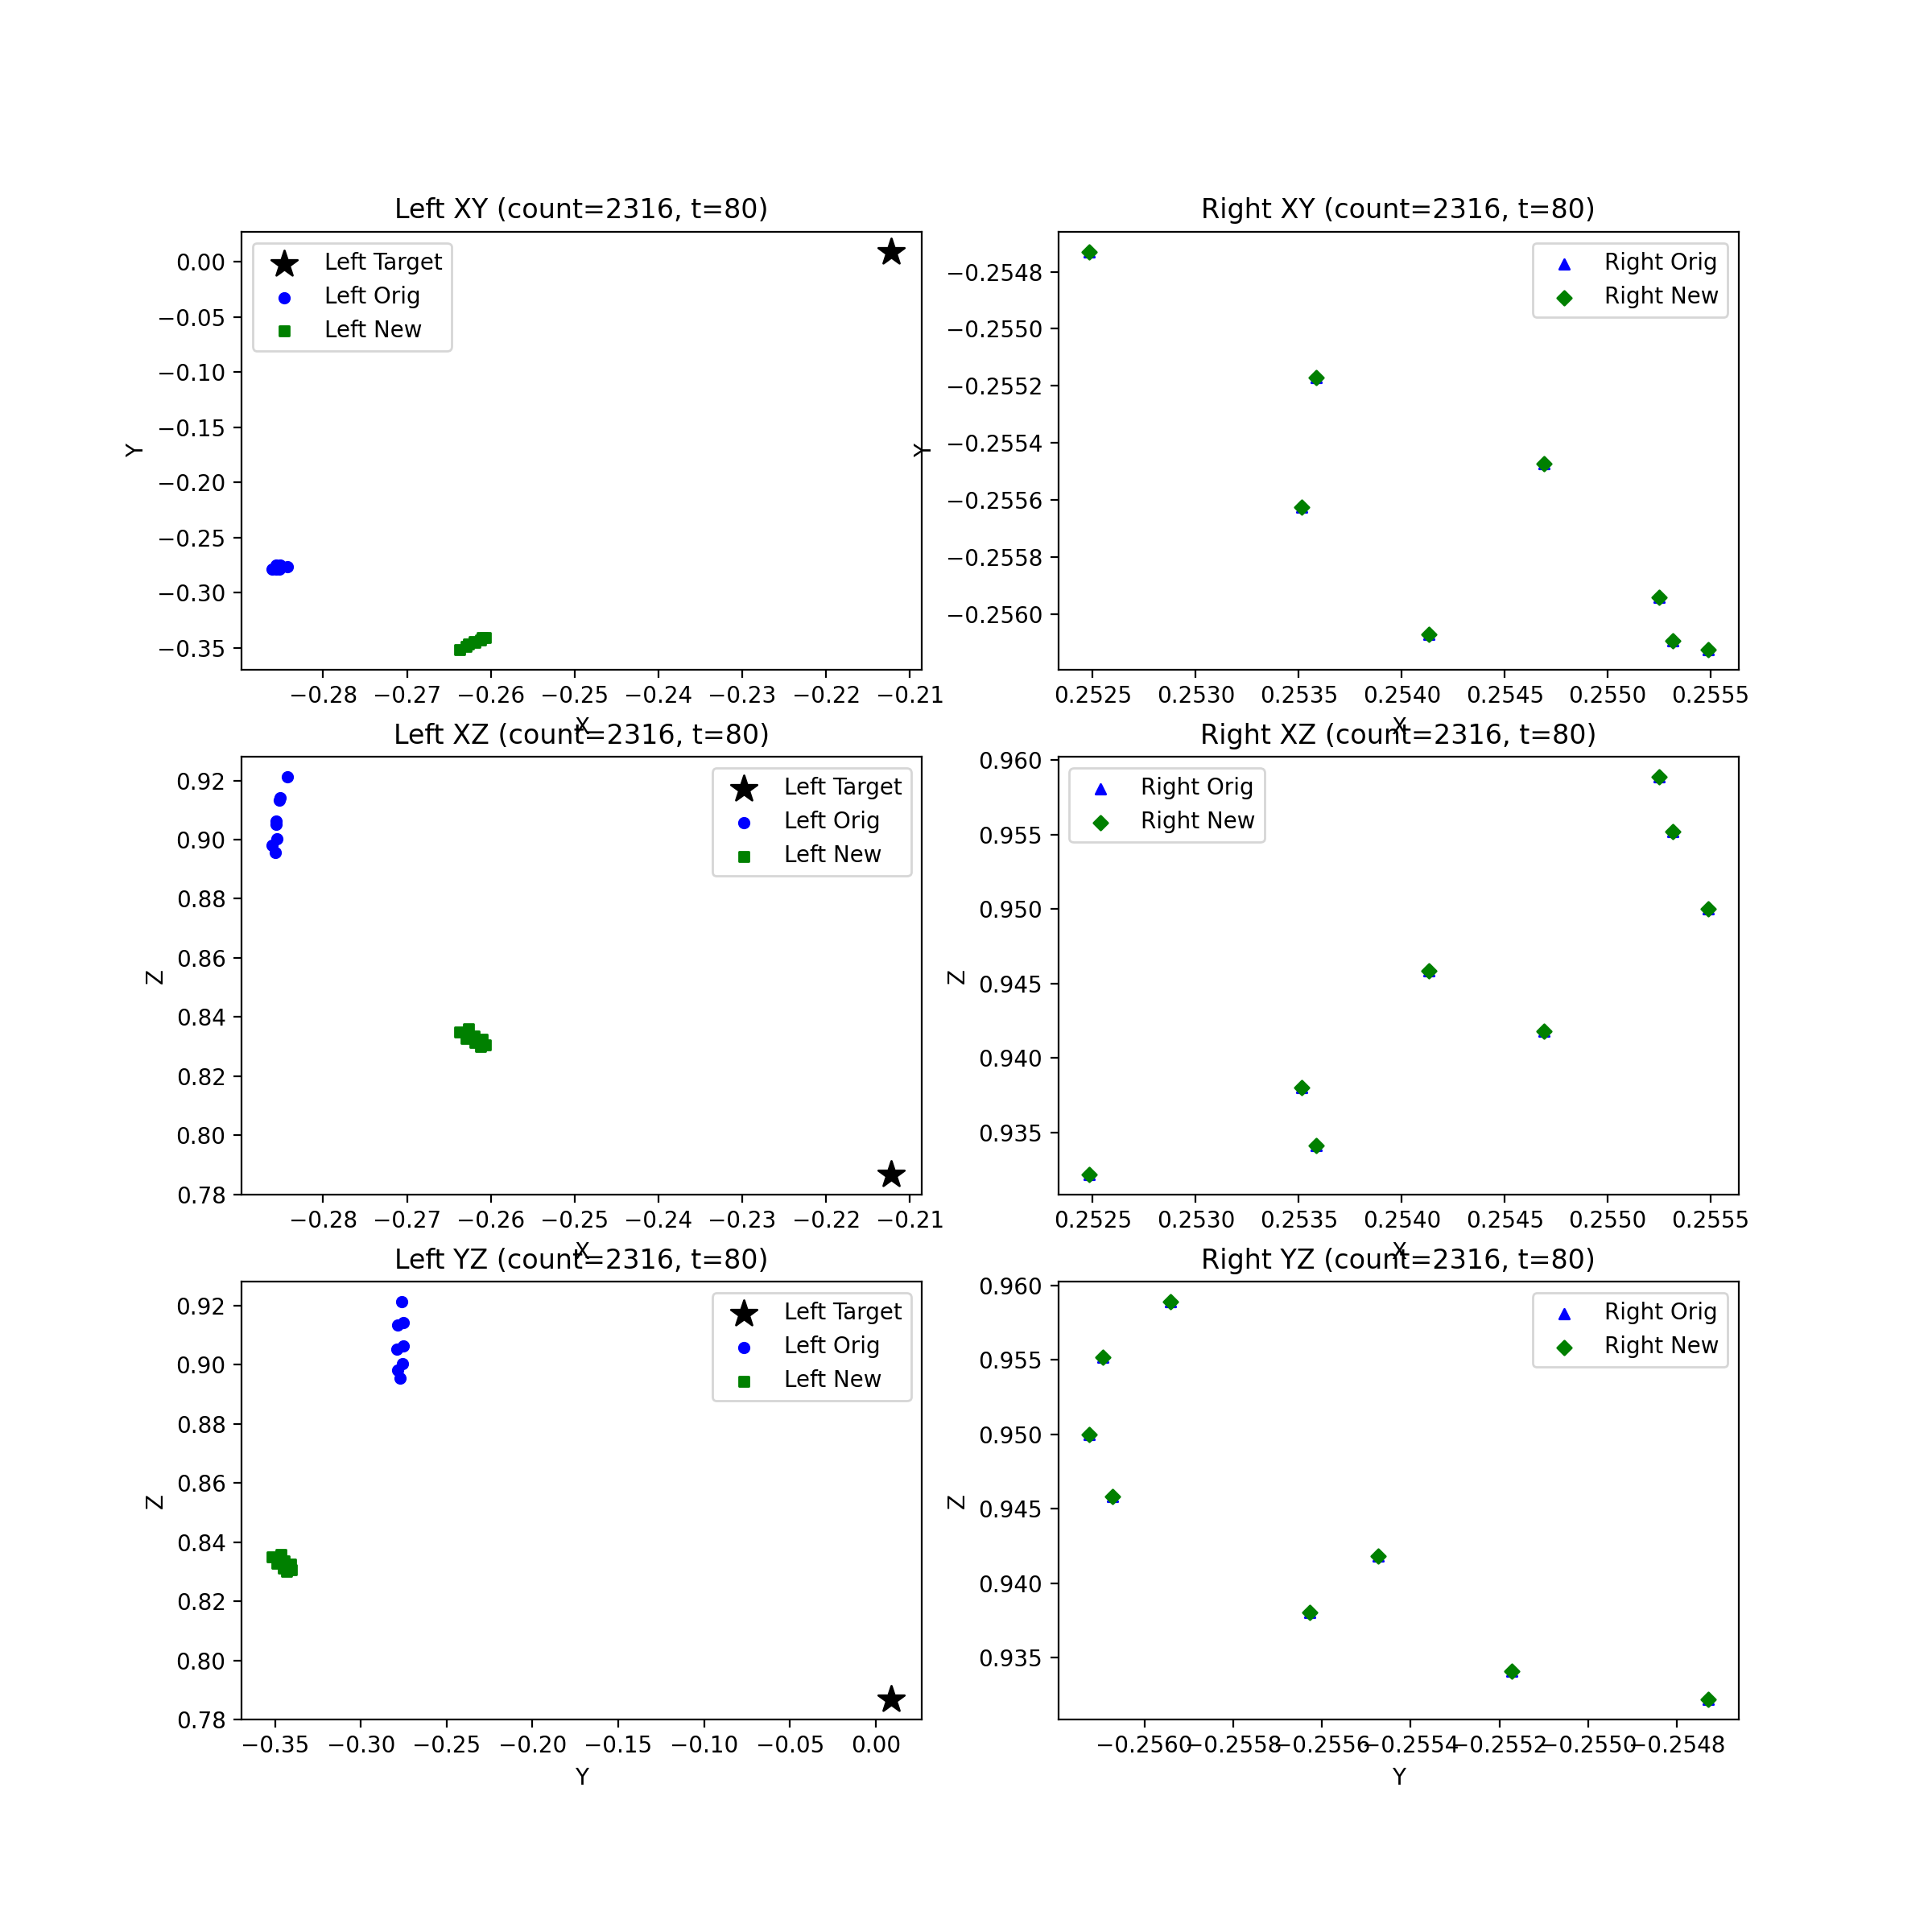 Left XY (count=2316, t=80)
0.00
−0.05
−0.10
−0.15
−0.20
−0.25
−0.30
−0.35
Y
Left Target
Left Orig
Left New
−0.28 −0.27 −0.26 −0.25 −0.24 −0.23 −0.22 −0.21
X
Right XY (count=2316, t=80)
−0.2548
−0.2550
−0.2552
−0.2554
−0.2556
−0.2558
−0.2560
Y
Right Orig
Right New
0.2525 0.2530 0.2535 0.2540 0.2545 0.2550 0.2555
X
Left XZ (count=2316, t=80)
0.92
0.90
0.88
0.86
0.84
0.82
0.80
0.78
Z
Left Target
Left Orig
Left New
−0.28 −0.27 −0.26 −0.25 −0.24 −0.23 −0.22 −0.21
X
Right XZ (count=2316, t=80)
0.960
0.955
0.950
0.945
0.940
0.935
Z
Right Orig
Right New
0.2525 0.2530 0.2535 0.2540 0.2545 0.2550 0.2555
X
Left YZ (count=2316, t=80)
0.92
0.90
0.88
0.86
0.84
0.82
0.80
0.78
Z
Left Target
Left Orig
Left New
−0.35 −0.30 −0.25 −0.20 −0.15 −0.10 −0.05 0.00
Y
Right YZ (count=2316, t=80)
0.960
0.955
0.950
0.945
0.940
0.935
Z
Right Orig
Right New
−0.2560 −0.2558 −0.2556 −0.2554 −0.2552 −0.2550 −0.2548
Y